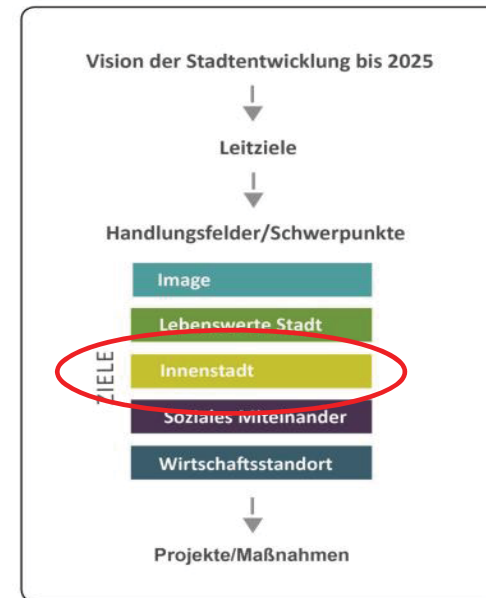 Vision der Stadtentwicklung bis 2025
Leitziele
Handlungsfelder/Schwerpunkte
ZIELE
Image
Lebenswerte Stadt
Innenstadt
Soziales Miteinander
Wirtschaftsstandort
Projekte/Maßnahmen